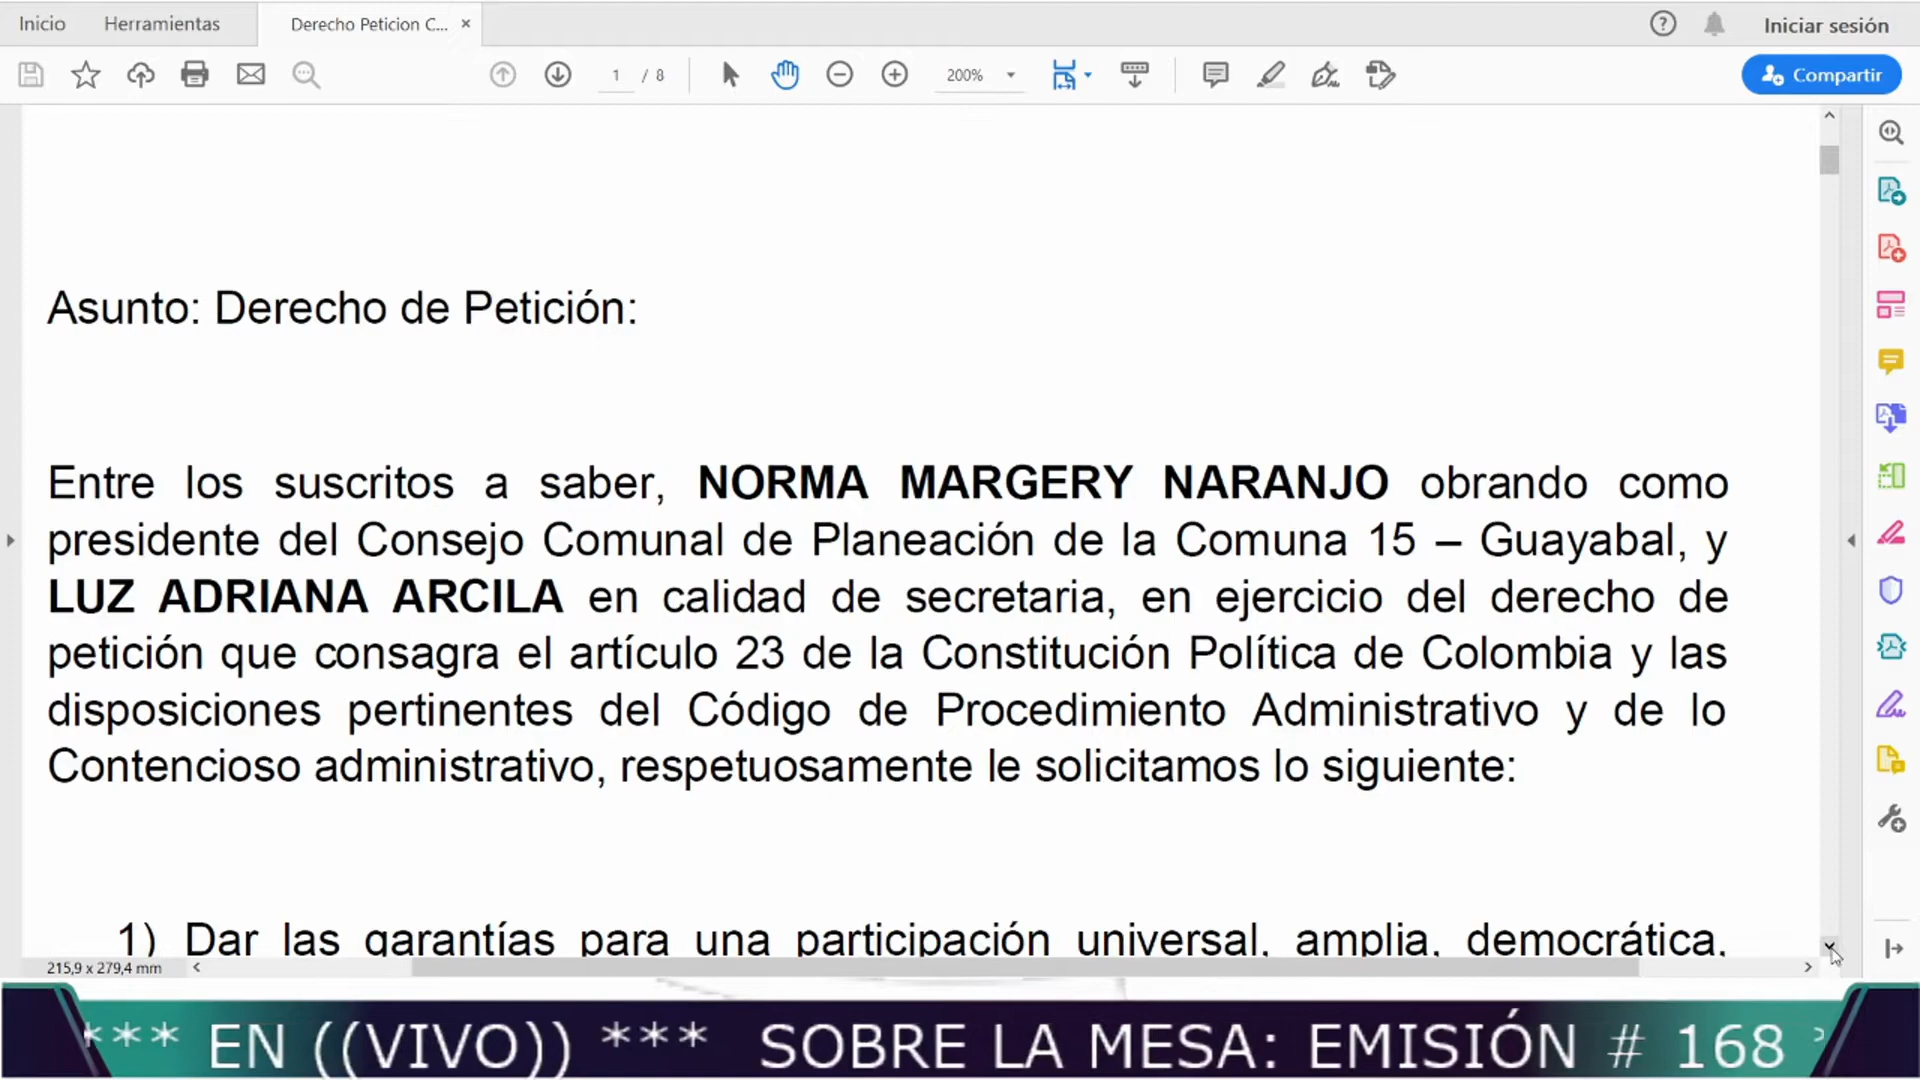 Inicio Herramientas Derecho Peticion C... × Iniciar sesión
1 / 8 200% Compartir
Asunto: Derecho de Petición:
Entre los suscritos a saber, NORMA MARGERY NARANJO obrando como
presidente del Consejo Comunal de Planeación de la Comuna 15 – Guayabal, y
LUZ ADRIANA ARCILA en calidad de secretaria, en ejercicio del derecho de
petición que consagra el artículo 23 de la Constitución Política de Colombia y las
disposiciones pertinentes del Código de Procedimiento Administrativo y de lo
Contencioso administrativo, respetuosamente le solicitamos lo siguiente:
1) Dar las garantías para una participación universal, amplia, democrática,
215,9 x 279,4 mm
*** EN ((VIVO)) *** SOBRE LA MESA: EMISIÓN # 168